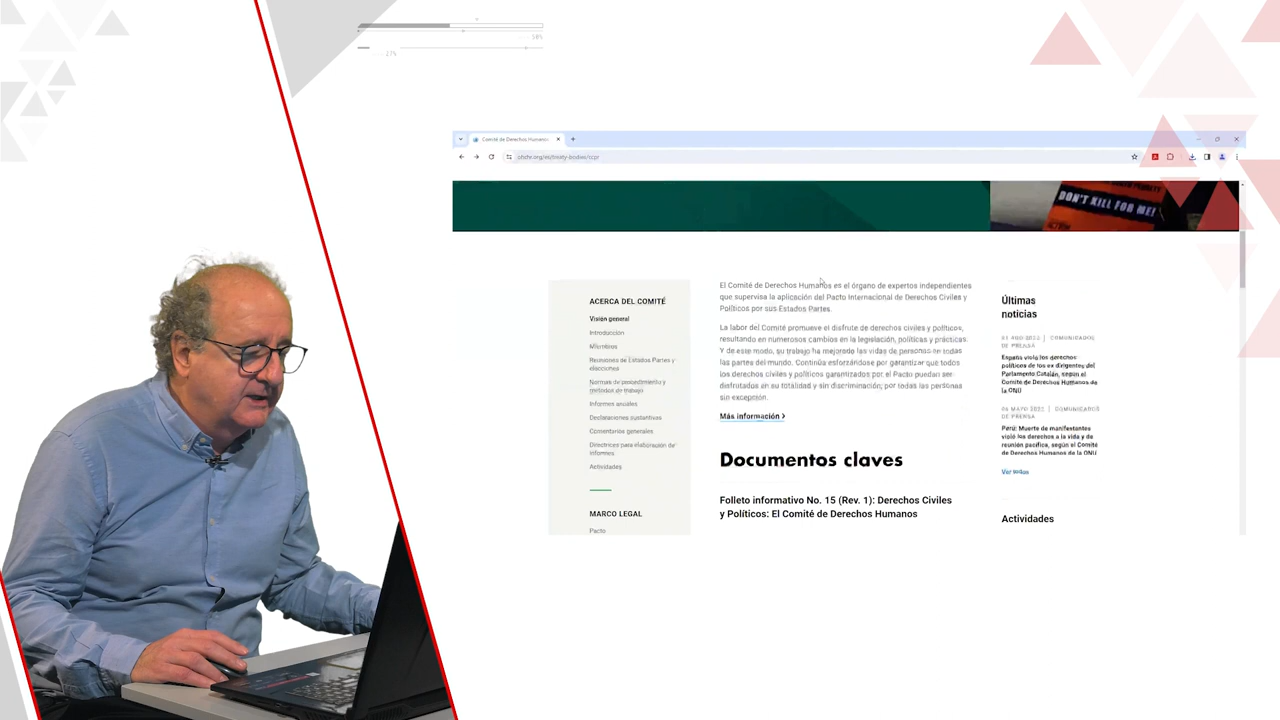 50%
27%
Comité de Derechos Humanos
ohchr.org/es/treaty-bodies/ccpr
DON'T KILL FOR ME!
ACERCA DEL COMITÉ
Visión general
Introducción
Miembros
Reuniones de Estados Partes y
elecciones
Normas de procedimiento y
métodos de trabajo
Informes anuales
Declaraciones sustantivas
Comentarios generales
Directrices para elaboración de
informes
Actividades
MARCO LEGAL
Pacto
El Comité de Derechos Humanos es el órgano de expertos independientes
que supervisa la aplicación del Pacto Internacional de Derechos Civiles y
Políticos por sus Estados Partes.
La labor del Comité promueve el disfrute de derechos civiles y políticos,
resultando en numerosos cambios en la legislación, políticas y prácticas.
Y de este modo, su trabajo ha mejorado las vidas de personas en todas
las partes del mundo. Continúa esforzándose por garantizar que todos
los derechos civiles y políticos garantizados por el Pacto puedan ser
disfrutados en su totalidad y sin discriminación, por todas las personas
sin excepción.
Más información
Documentos claves
Folleto informativo No. 15 (Rev. 1): Derechos Civiles
y Políticos: El Comité de Derechos Humanos
Últimas
noticias
COMUNICADOS
DE PRENSA
España violó los derechos
políticos de los ex dirigentes del
Parlamento Catalán, según el
Comité de Derechos Humanos de
la ONU
COMUNICADOS
DE PRENSA
Perú: Muerte de manifestantes
violó los derechos a la vida y de
reunión pacífica, según el Comité
de Derechos Humanos de la ONU
Ver todas
Actividades